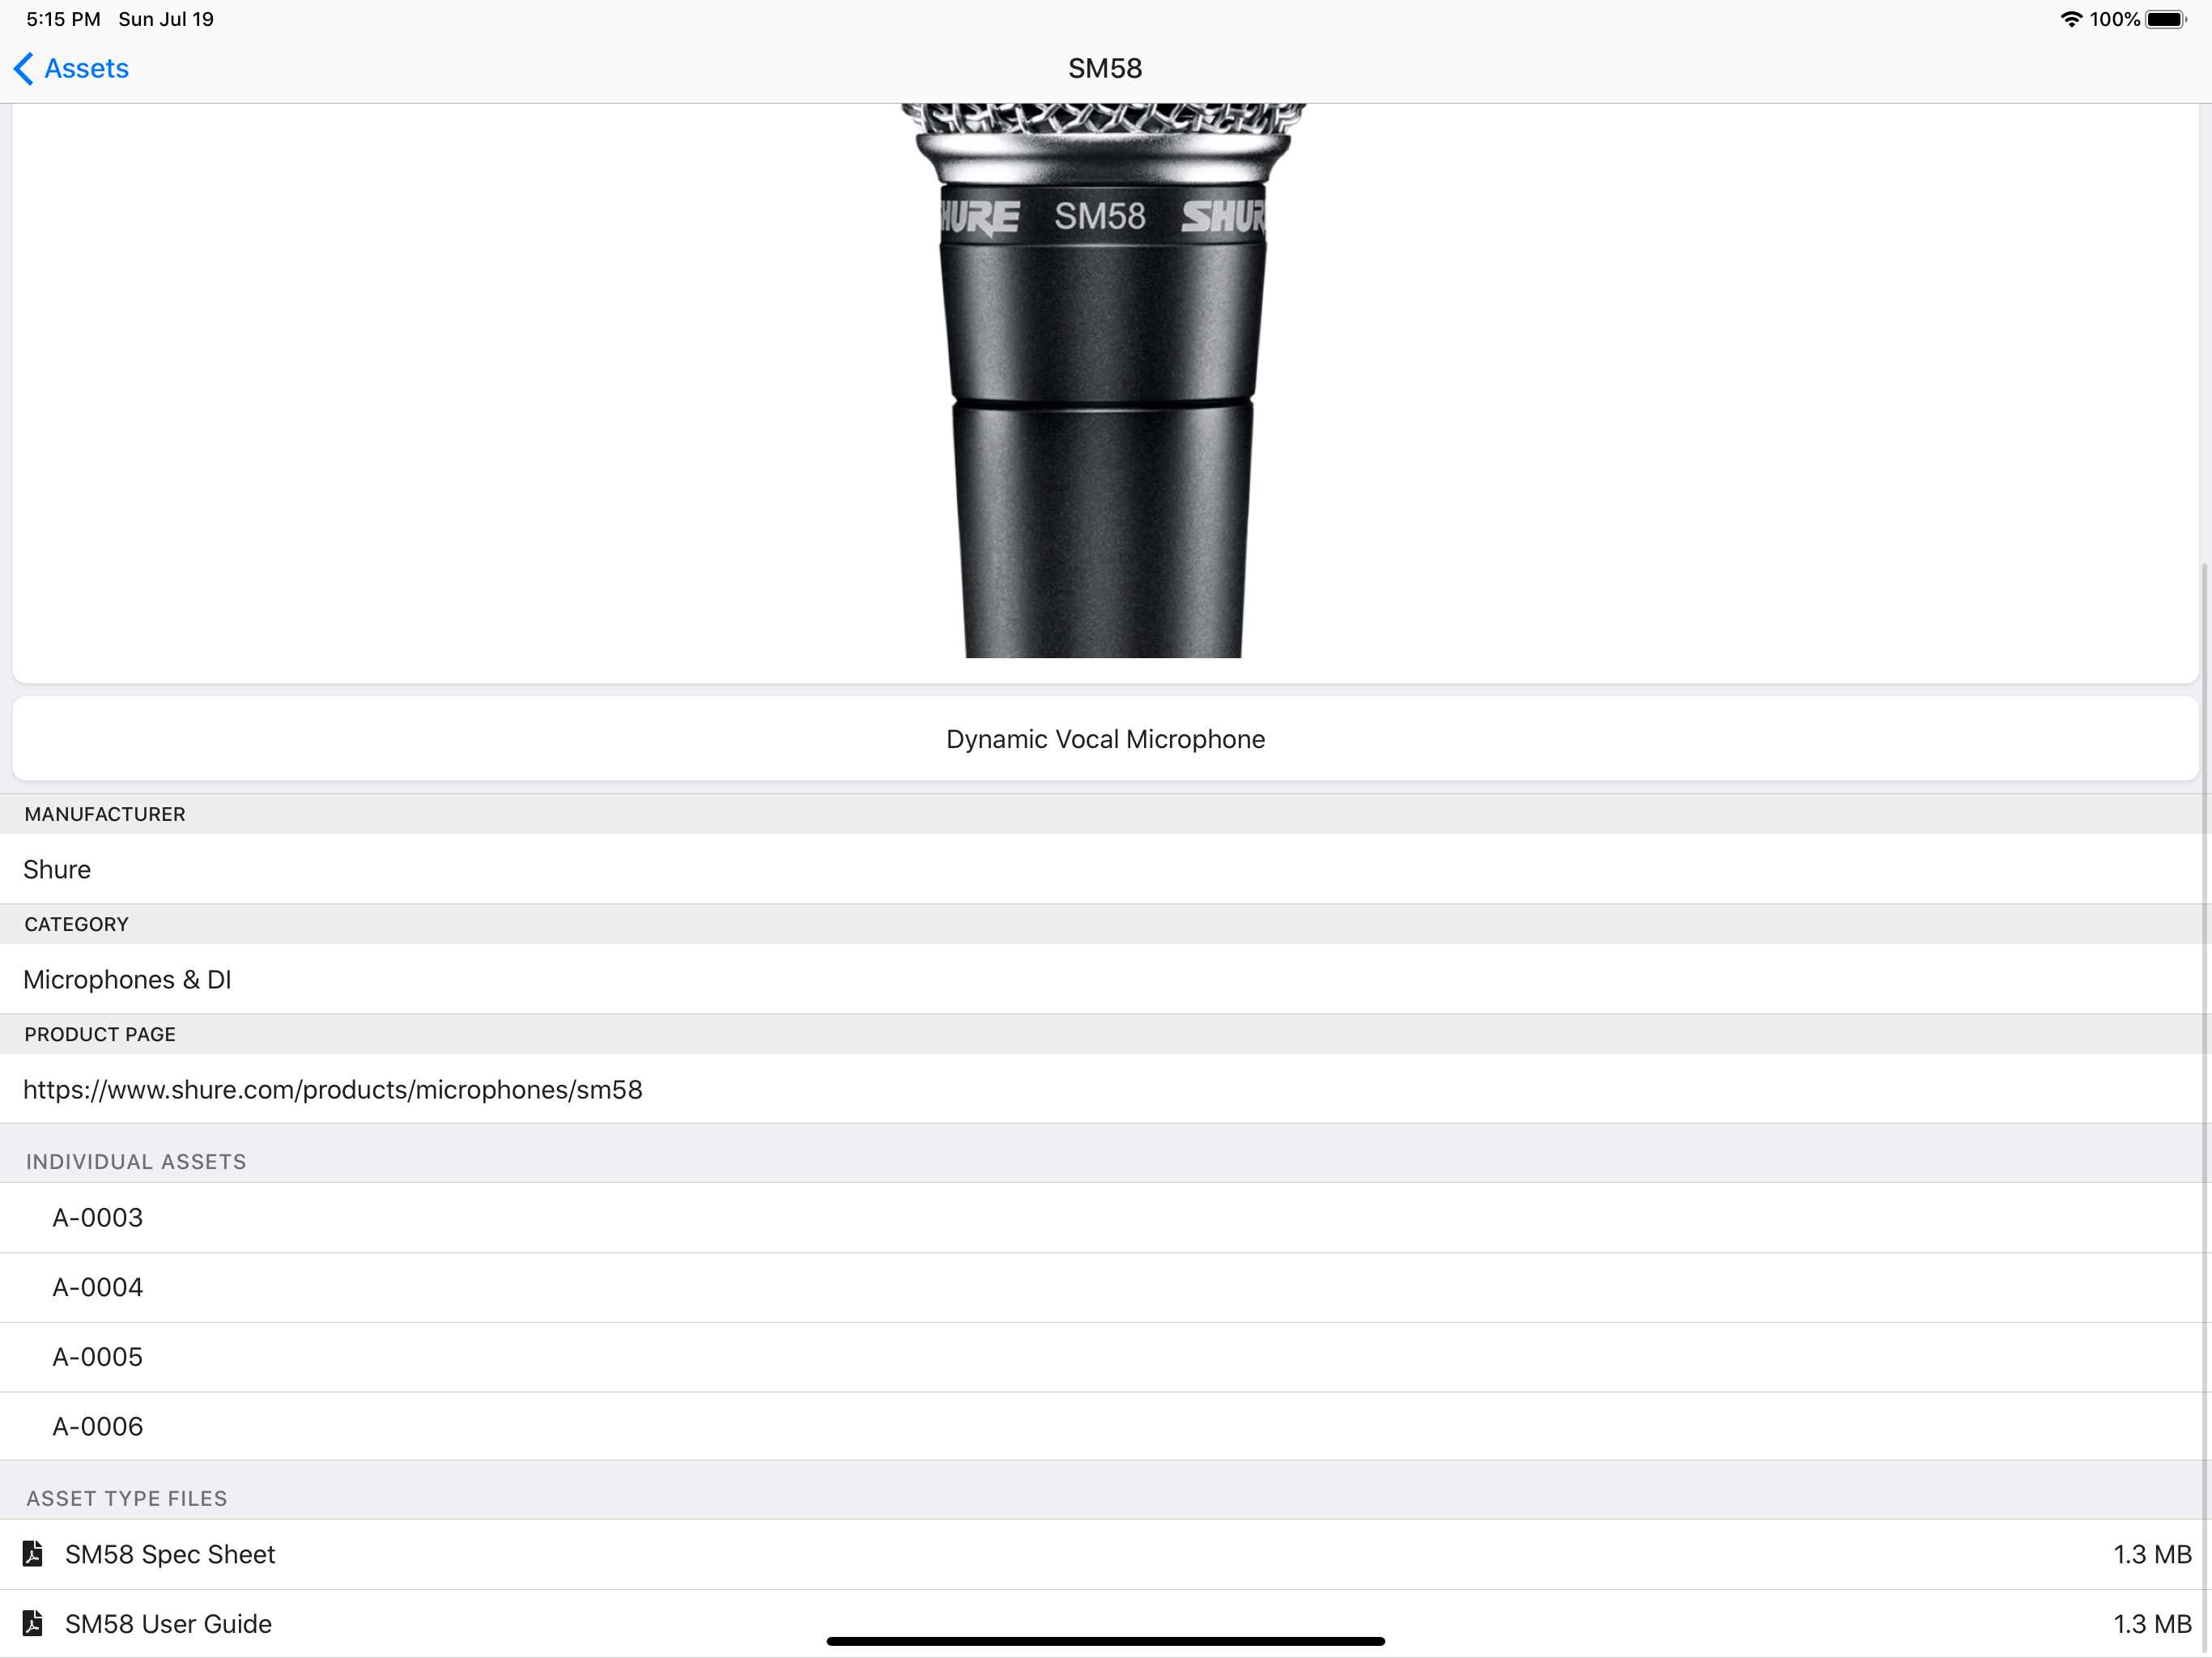 5:15 PM Sun Jul 19 100%
Assets SM58
HURE SM58 SHUR
Dynamic Vocal Microphone
MANUFACTURER
Shure
CATEGORY
Microphones & DI
PRODUCT PAGE
https://www.shure.com/products/microphones/sm58
INDIVIDUAL ASSETS
A-0003
A-0004
A-0005
A-0006
ASSET TYPE FILES
SM58 Spec Sheet 1.3 MB
SM58 User Guide 1.3 MB